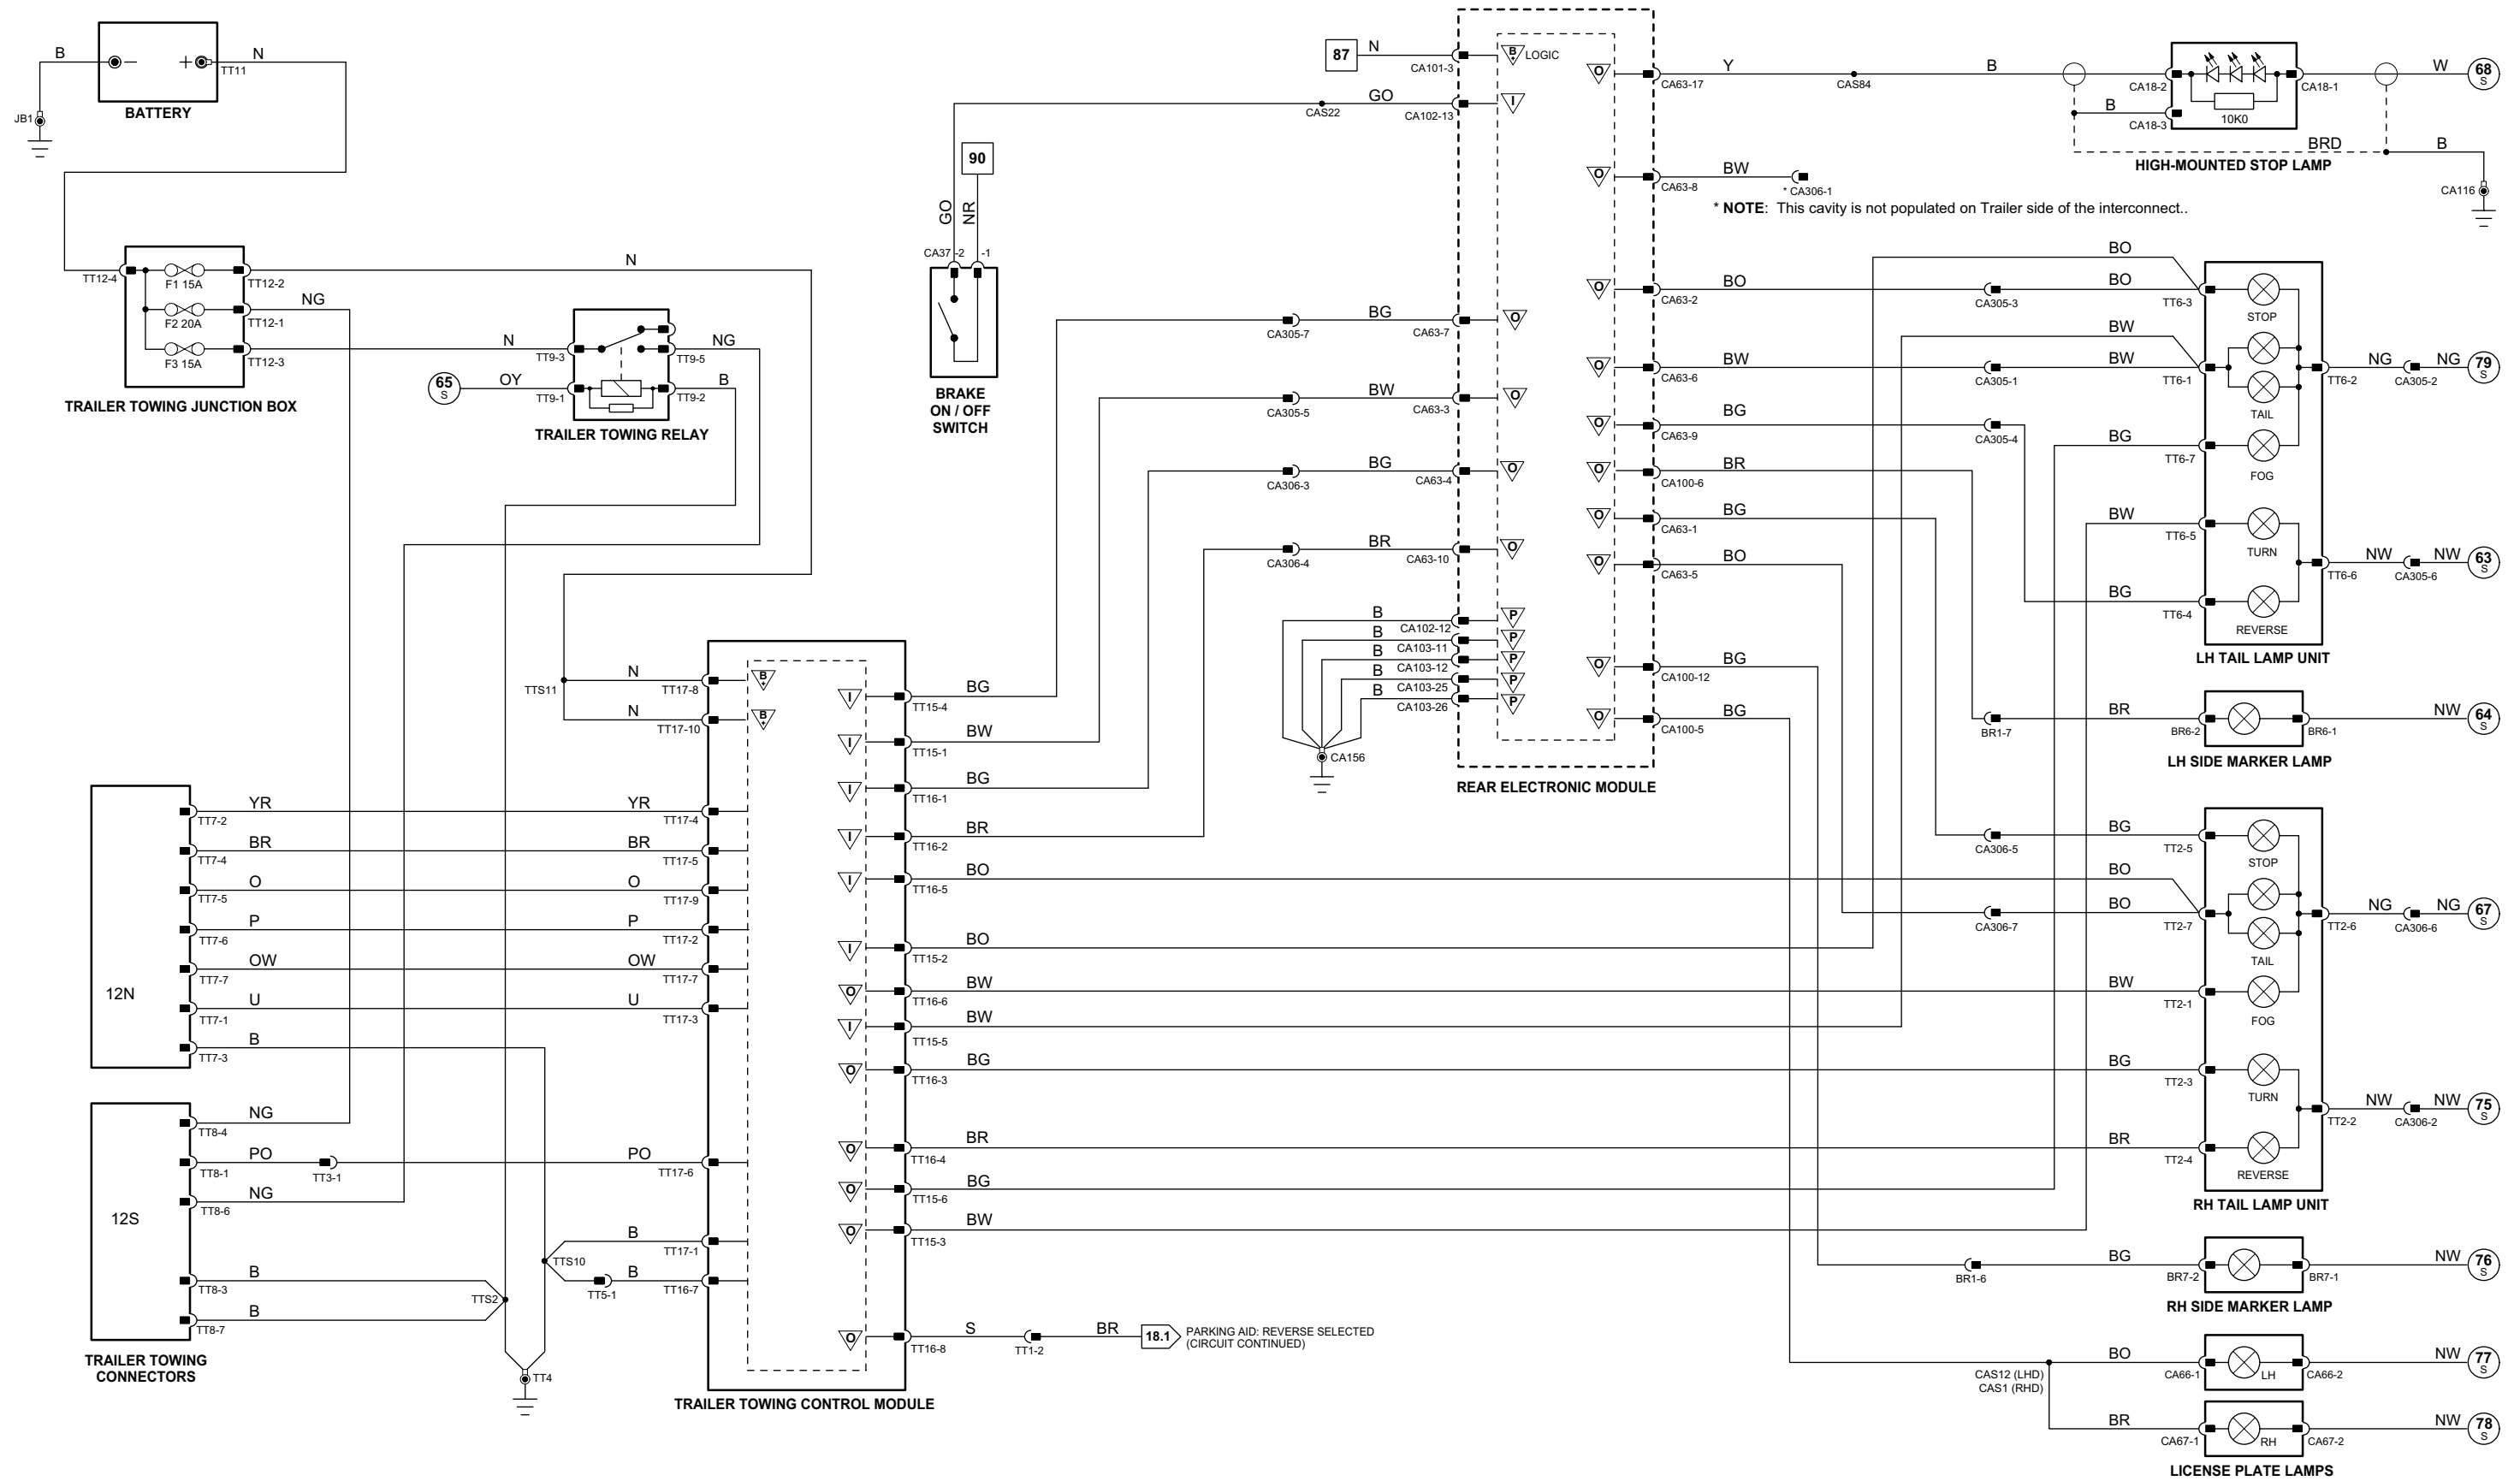 B
N
TT11
BATTERY
JB1
TT12-4
F1 15A
TT12-2
N
F2 20A
TT12-1
NG
F3 15A
TT12-3
TRAILER TOWING JUNCTION BOX
N
TT9-3
NG
TT9-5
65
S
OY
TT9-1
B
TT9-2
TRAILER TOWING RELAY
90
GO
NR
CA37
-2
-1
BRAKE
ON / OFF
SWITCH
87
N
CA101-3
B+
LOGIC
GO
CAS22
CA102-13
I
CA305-7
BG
CA63-7
O
CA305-5
BW
CA63-3
O
CA306-3
BG
CA63-4
O
CA306-4
BR
CA63-10
O
B
CA102-12
P
B
CA103-11
P
B
CA103-12
P
B
CA103-25
P
B
CA103-26
P
CA156
REAR ELECTRONIC MODULE
O
CA63-17
Y
CAS84
B
CA18-2
B
CA18-3
10K0
CA18-1
W
68
S
BRD
B
HIGH-MOUNTED STOP LAMP
CA116
O
CA63-8
BW
* CA306-1
* NOTE: This cavity is not populated on Trailer side of the interconnect..
O
CA63-2
BO
CA305-3
BO
BO
TT6-3
STOP
O
CA63-6
BW
CA305-1
BW
BW
TT6-1
TAIL
TT6-2
NG
CA305-2
NG
79
S
O
CA63-9
BG
CA305-4
BG
TT6-7
FOG
O
CA100-6
BR
O
CA63-1
BG
BW
TT6-5
TURN
O
CA63-5
BO
TT6-6
NW
CA305-6
NW
63
S
BG
TT6-4
REVERSE
LH TAIL LAMP UNIT
O
CA100-12
BG
O
CA100-5
BG
BR1-7
BR
BR6-2
BR6-1
NW
64
S
LH SIDE MARKER LAMP
CA306-5
BG
TT2-5
STOP
BO
CA306-7
BO
TT2-7
TAIL
TT2-6
NG
CA306-6
NG
67
S
BW
TT2-1
FOG
BG
TT2-3
TURN
TT2-2
NW
CA306-2
NW
75
S
BR
TT2-4
REVERSE
RH TAIL LAMP UNIT
BR1-6
BG
BR7-2
BR7-1
NW
76
S
RH SIDE MARKER LAMP
CAS12 (LHD)
CAS1 (RHD)
BO
CA66-1
LH
CA66-2
NW
77
S
BR
CA67-1
RH
CA67-2
NW
78
S
LICENSE PLATE LAMPS
TTS11
N
TT17-8
B+
N
TT17-10
B+
I
TT15-4
BG
I
TT15-1
BW
I
TT16-1
BG
I
TT16-2
BR
I
TT16-5
BO
I
TT15-2
BO
O
TT16-6
BW
I
TT15-5
BW
O
TT16-3
BG
O
TT16-4
BR
O
TT15-6
BG
O
TT15-3
BW
O
TT16-8
S
TT1-2
BR
18.1
PARKING AID: REVERSE SELECTED
(CIRCUIT CONTINUED)
TRAILER TOWING CONTROL MODULE
12N
TT7-2
YR
YR
TT17-4
TT7-4
BR
BR
TT17-5
TT7-5
O
O
TT17-9
TT7-6
P
P
TT17-2
TT7-7
OW
OW
TT17-7
TT7-1
U
U
TT17-3
TT7-3
B
12S
TT8-4
NG
TT8-1
PO
TT3-1
PO
TT17-6
TT8-6
NG
TT8-3
B
TT8-7
B
TTS2
TTS10
B
TT17-1
TT5-1
B
TT16-7
TT4
TRAILER TOWING
CONNECTORS